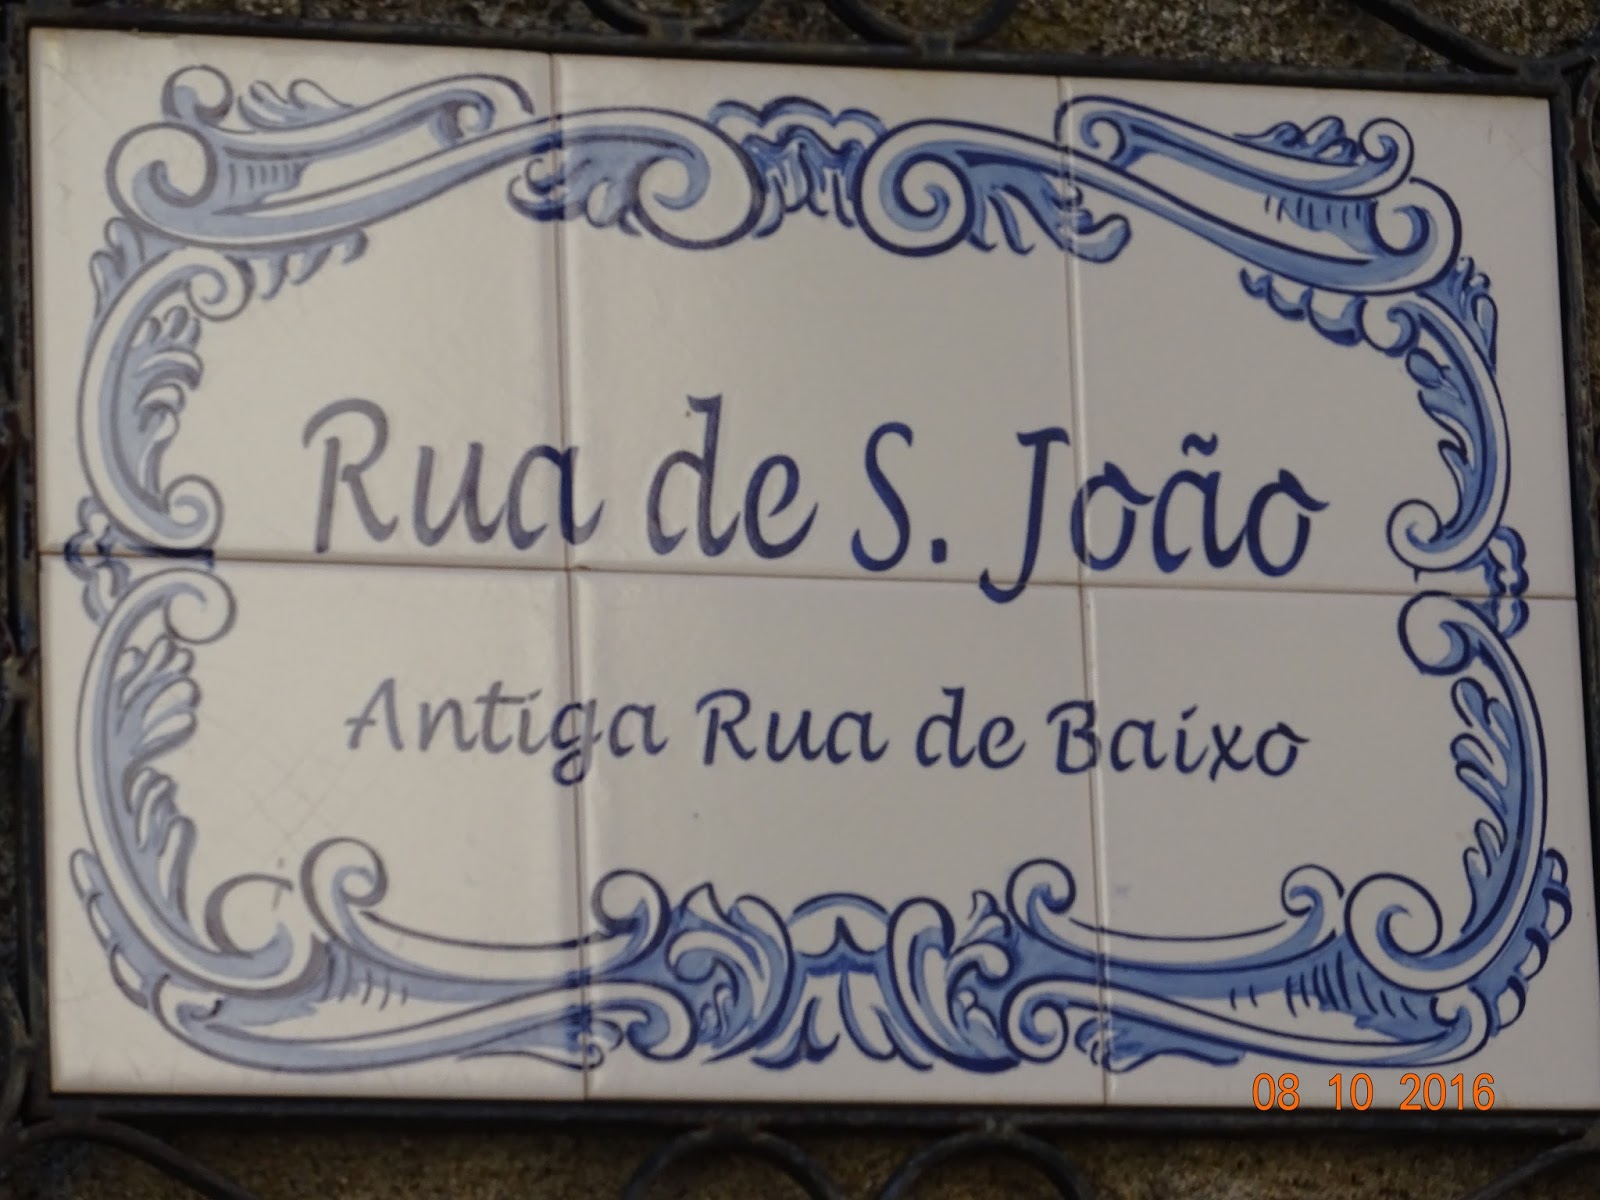 Rua de S. João
Antiga Rua de Baixo
08 10 2016